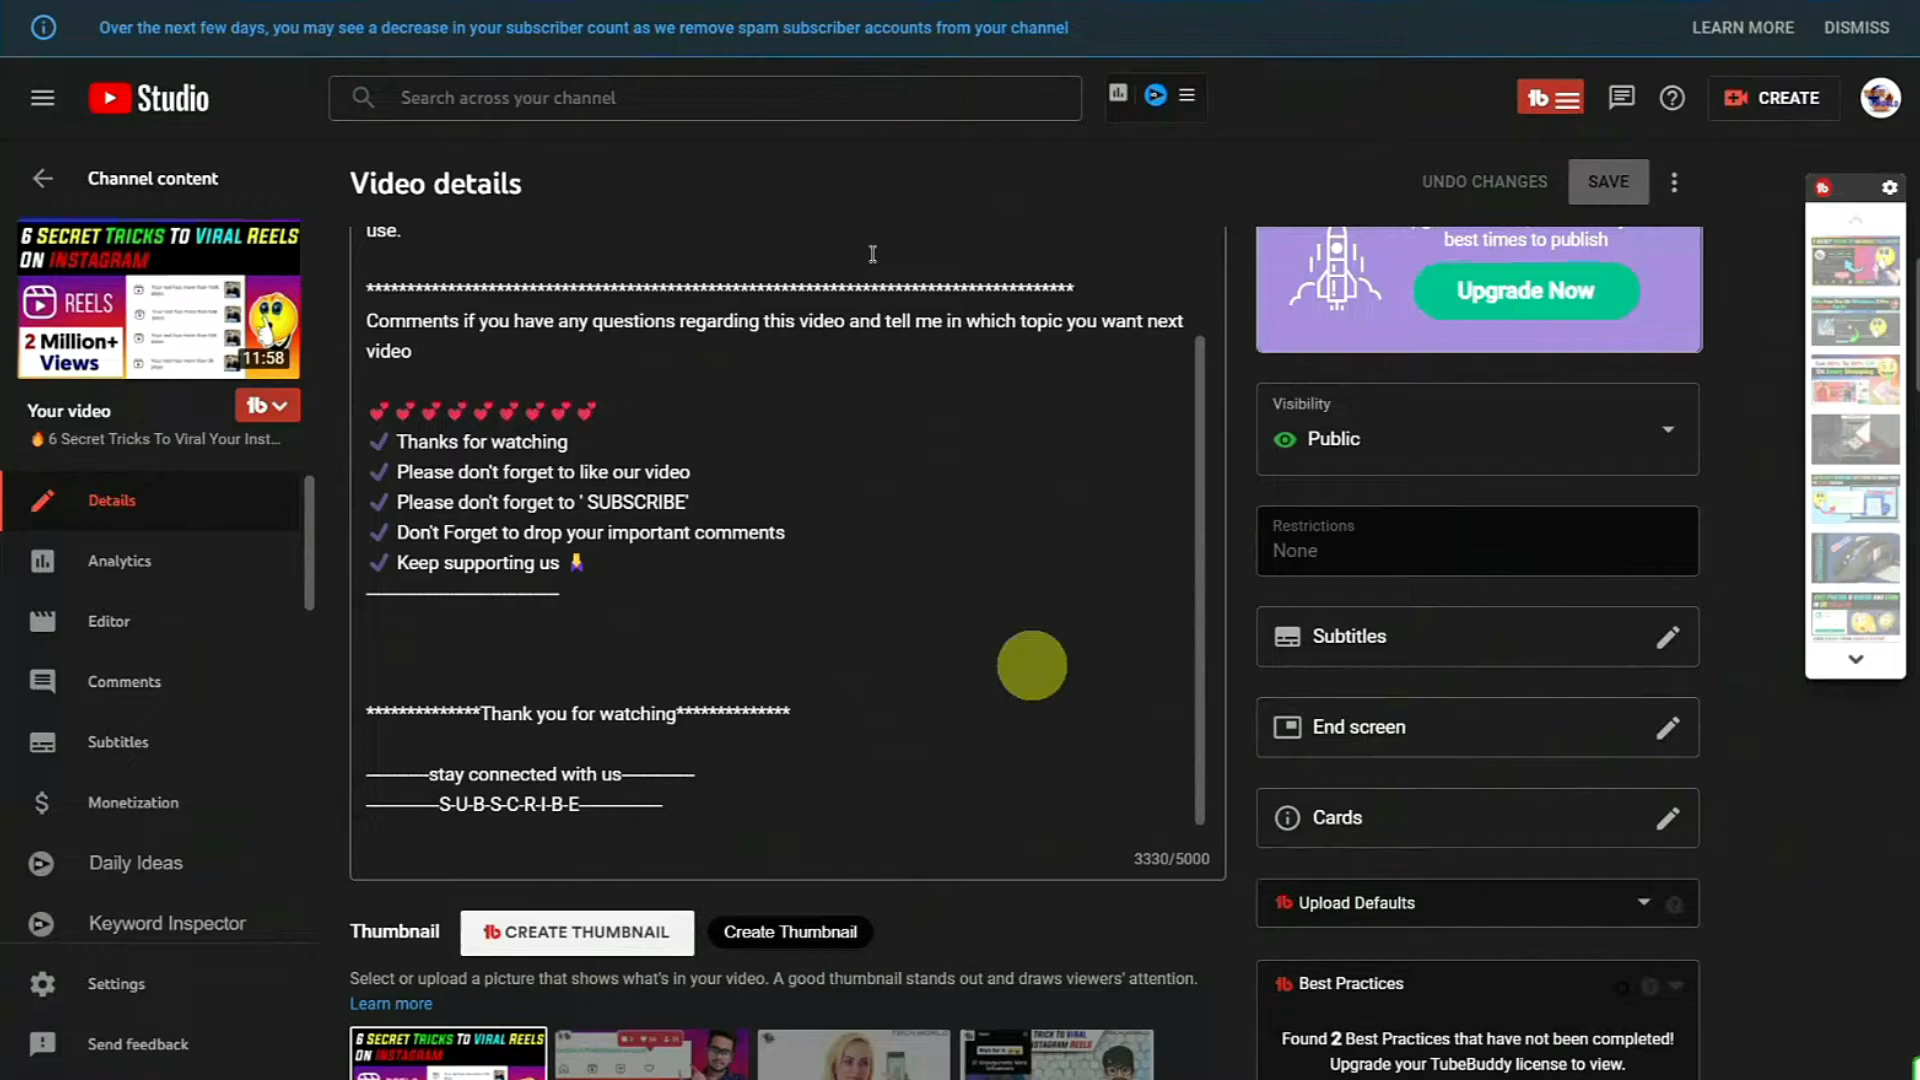 Over the next few days, you may see a decrease in your subscriber count as we remove spam subscriber accounts from your channel
LEARN MORE
DISMISS
Studio
Search across your channel
CREATE
Channel content
Video details
UNDO CHANGES
SAVE
6 SECRET TRICKS TO VIRAL REELS
ON INSTAGRAM
REELS
2 Million+
Views
11:58
Your video
6 Secret Tricks To Viral Your Inst...
Details
Analytics
Editor
Comments
Subtitles
Monetization
Daily Ideas
Keyword Inspector
Settings
Send feedback
use.
Comments if you have any questions regarding this video and tell me in which topic you want next
video
💕💕💕💕💕💕💕💕💕
✔ Thanks for watching
✔ Please don't forget to like our video
✔ Please don't forget to ' SUBSCRIBE'
✔ Don't Forget to drop your important comments
✔ Keep supporting us
**************Thank you for watching**************
stay connected with us
S-U-B-S-C-R-I-B-E
3330/5000
Thumbnail
CREATE THUMBNAIL
Create Thumbnail
Select or upload a picture that shows what's in your video. A good thumbnail stands out and draws viewers' attention.
Learn more
6 SECRET TRICKS TO VIRAL REELS
ON INSTAGRAM
TECH WORLD
TRICK TO VIRAL
INSTAGRAM REELS
best times to publish
Upgrade Now
Visibility
Public
Restrictions
None
Subtitles
End screen
Cards
Upload Defaults
Best Practices
Found 2 Best Practices that have not been completed!
Upgrade your TubeBuddy license to view.